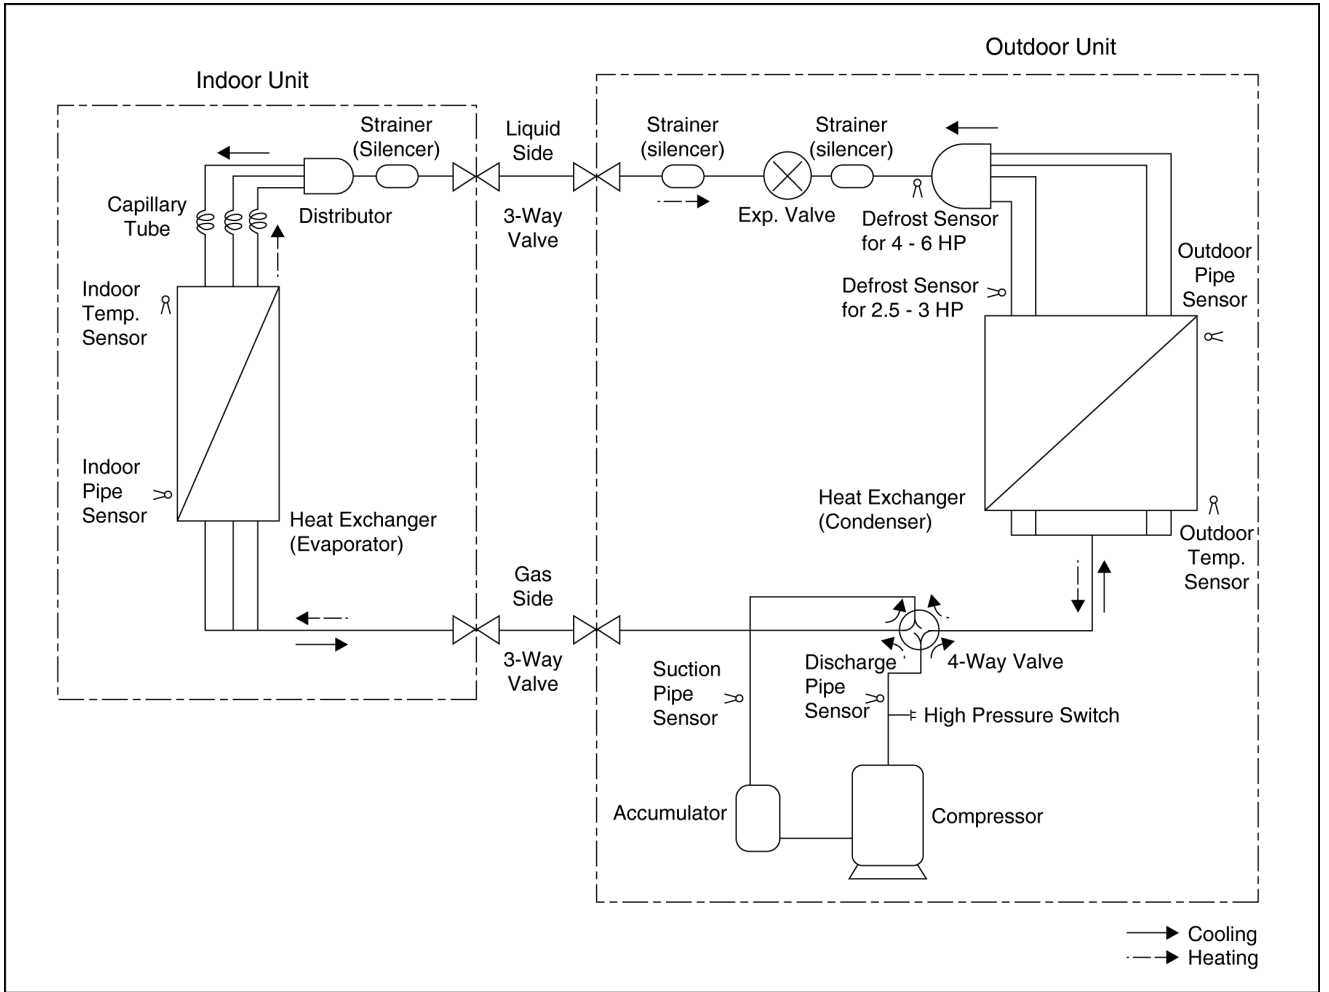 Outdoor Unit
Indoor Unit
Strainer
(Silencer)
Liquid
Side
Strainer
(silencer)
Strainer
(silencer)
Capillary
Tube
Distributor
3-Way
Valve
Exp. Valve
Defrost Sensor
for 4 - 6 HP
Outdoor
Pipe
Sensor
Defrost Sensor
for 2.5 - 3 HP
Indoor
Temp.
Sensor
Indoor
Pipe
Sensor
Heat Exchanger
(Evaporator)
Heat Exchanger
(Condenser)
Outdoor
Temp.
Sensor
Gas
Side
3-Way
Valve
Suction
Pipe
Sensor
Discharge
Pipe
Sensor
4-Way Valve
High Pressure Switch
Accumulator
Compressor
Cooling
Heating